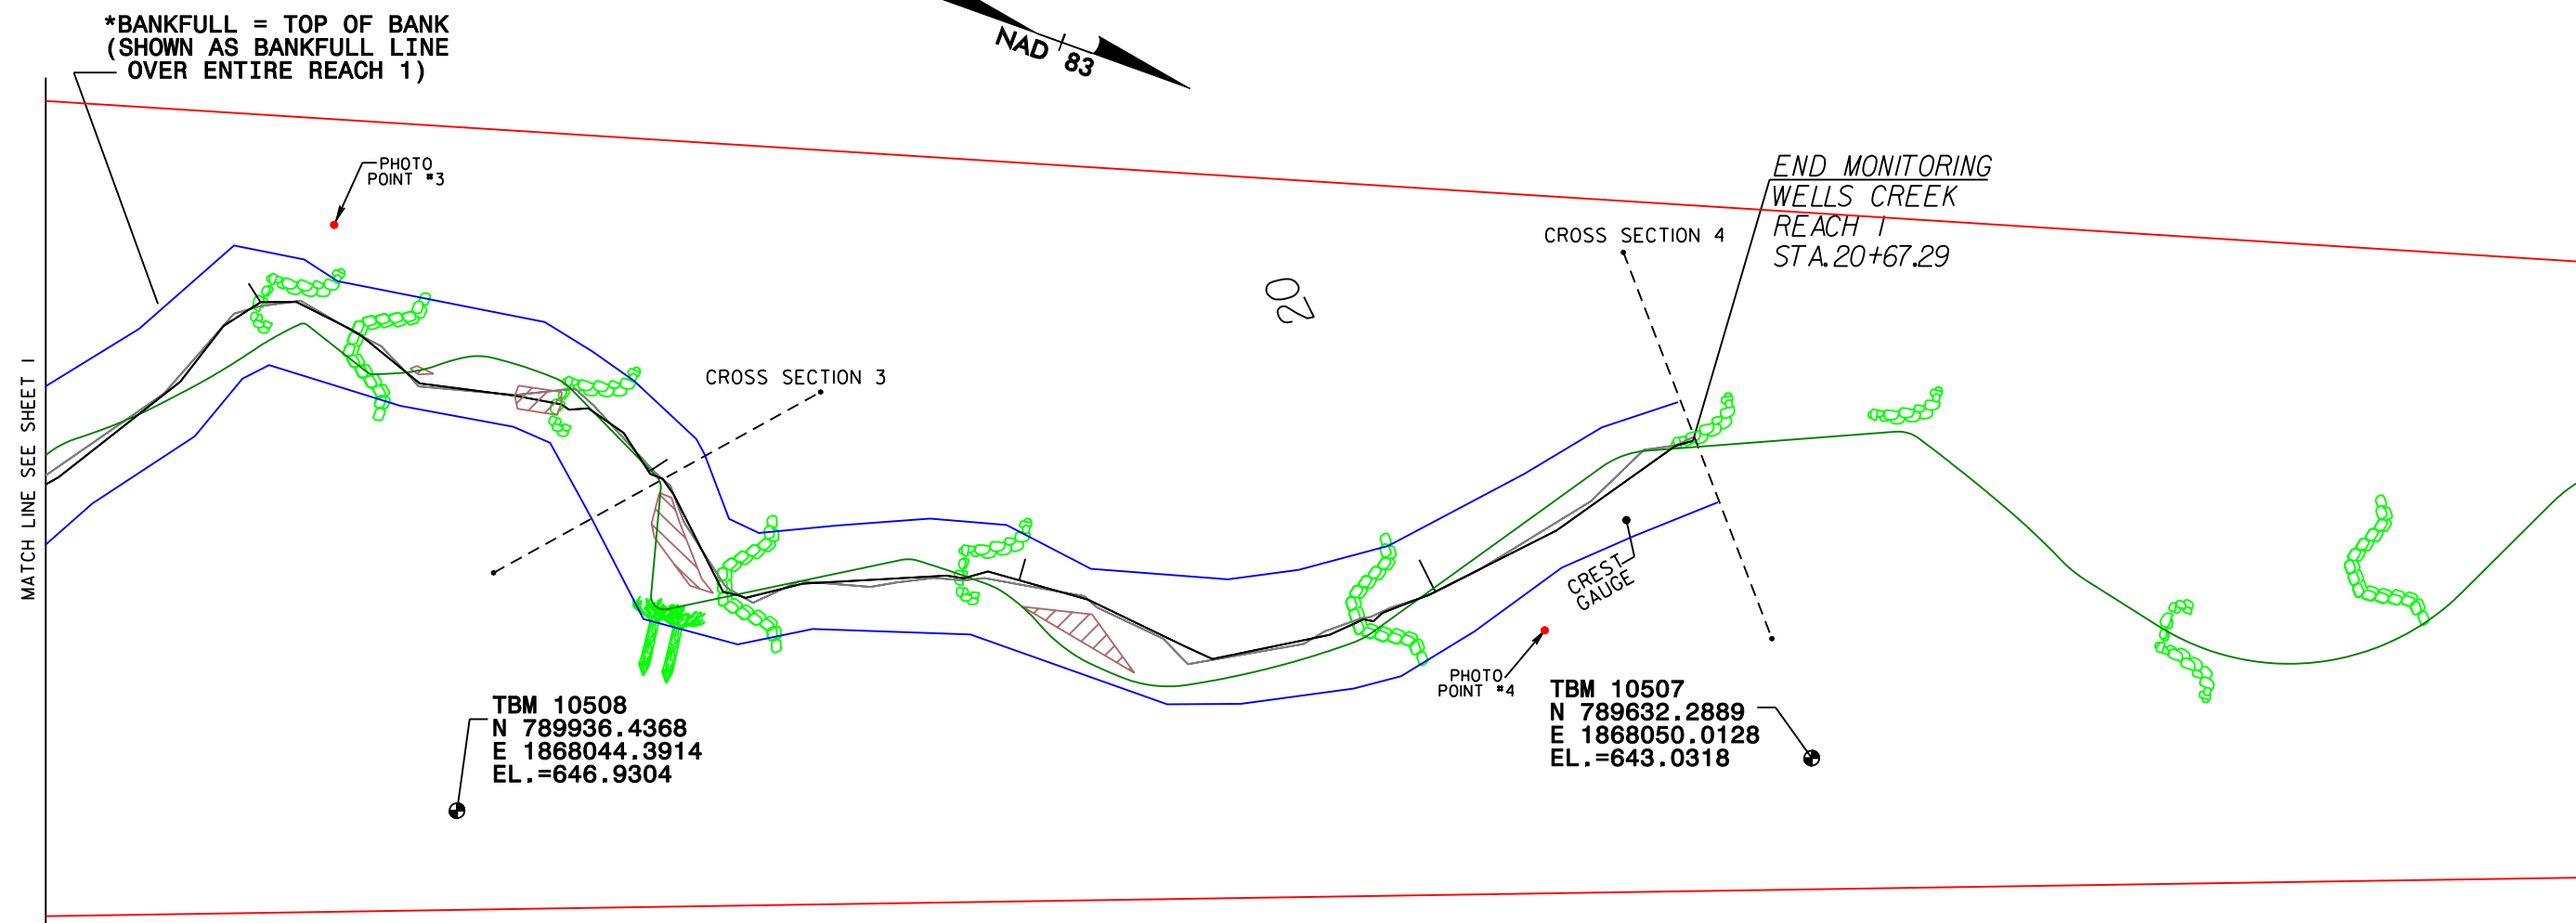 *BANKFULL = TOP OF BANK
(SHOWN AS BANKFULL LINE
OVER ENTIRE REACH 1)
NAD 83
PHOTO
POINT #3
END MONITORING
WELLS CREEK
REACH 1
STA.20+67.29
CROSS SECTION 4
20
CROSS SECTION 3
MATCH LINE SEE SHEET 1
CREST
GAUGE
PHOTO
POINT #4
TBM 10508
N 789936.4368
E 1868044.3914
EL.=646.9304
TBM 10507
N 789632.2889
E 1868050.0128
EL.=643.0318